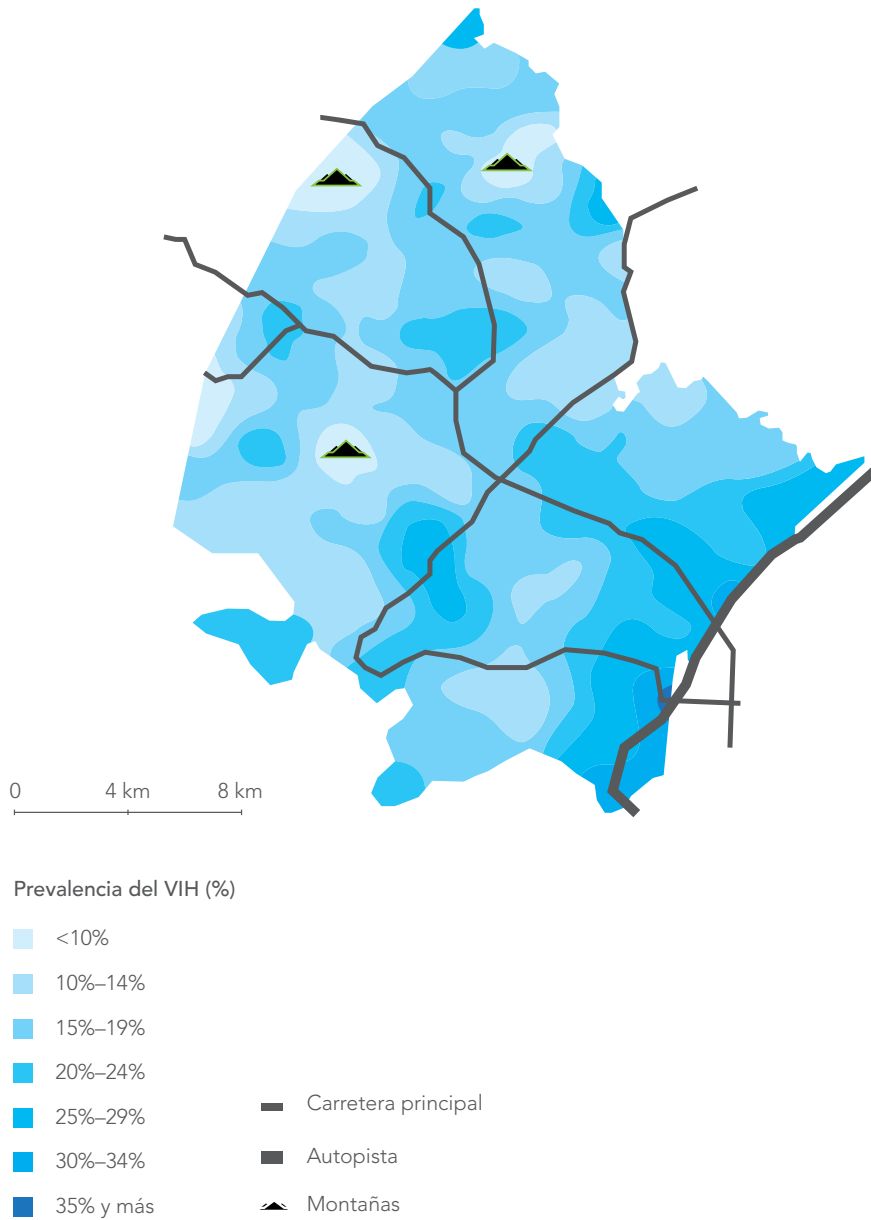 0 4 km 8 km
Prevalencia del VIH (%)
<10%
10%–14%
15%–19%
20%–24%
25%–29%
30%–34%
35% y más
Carretera principal
Autopista
Montañas